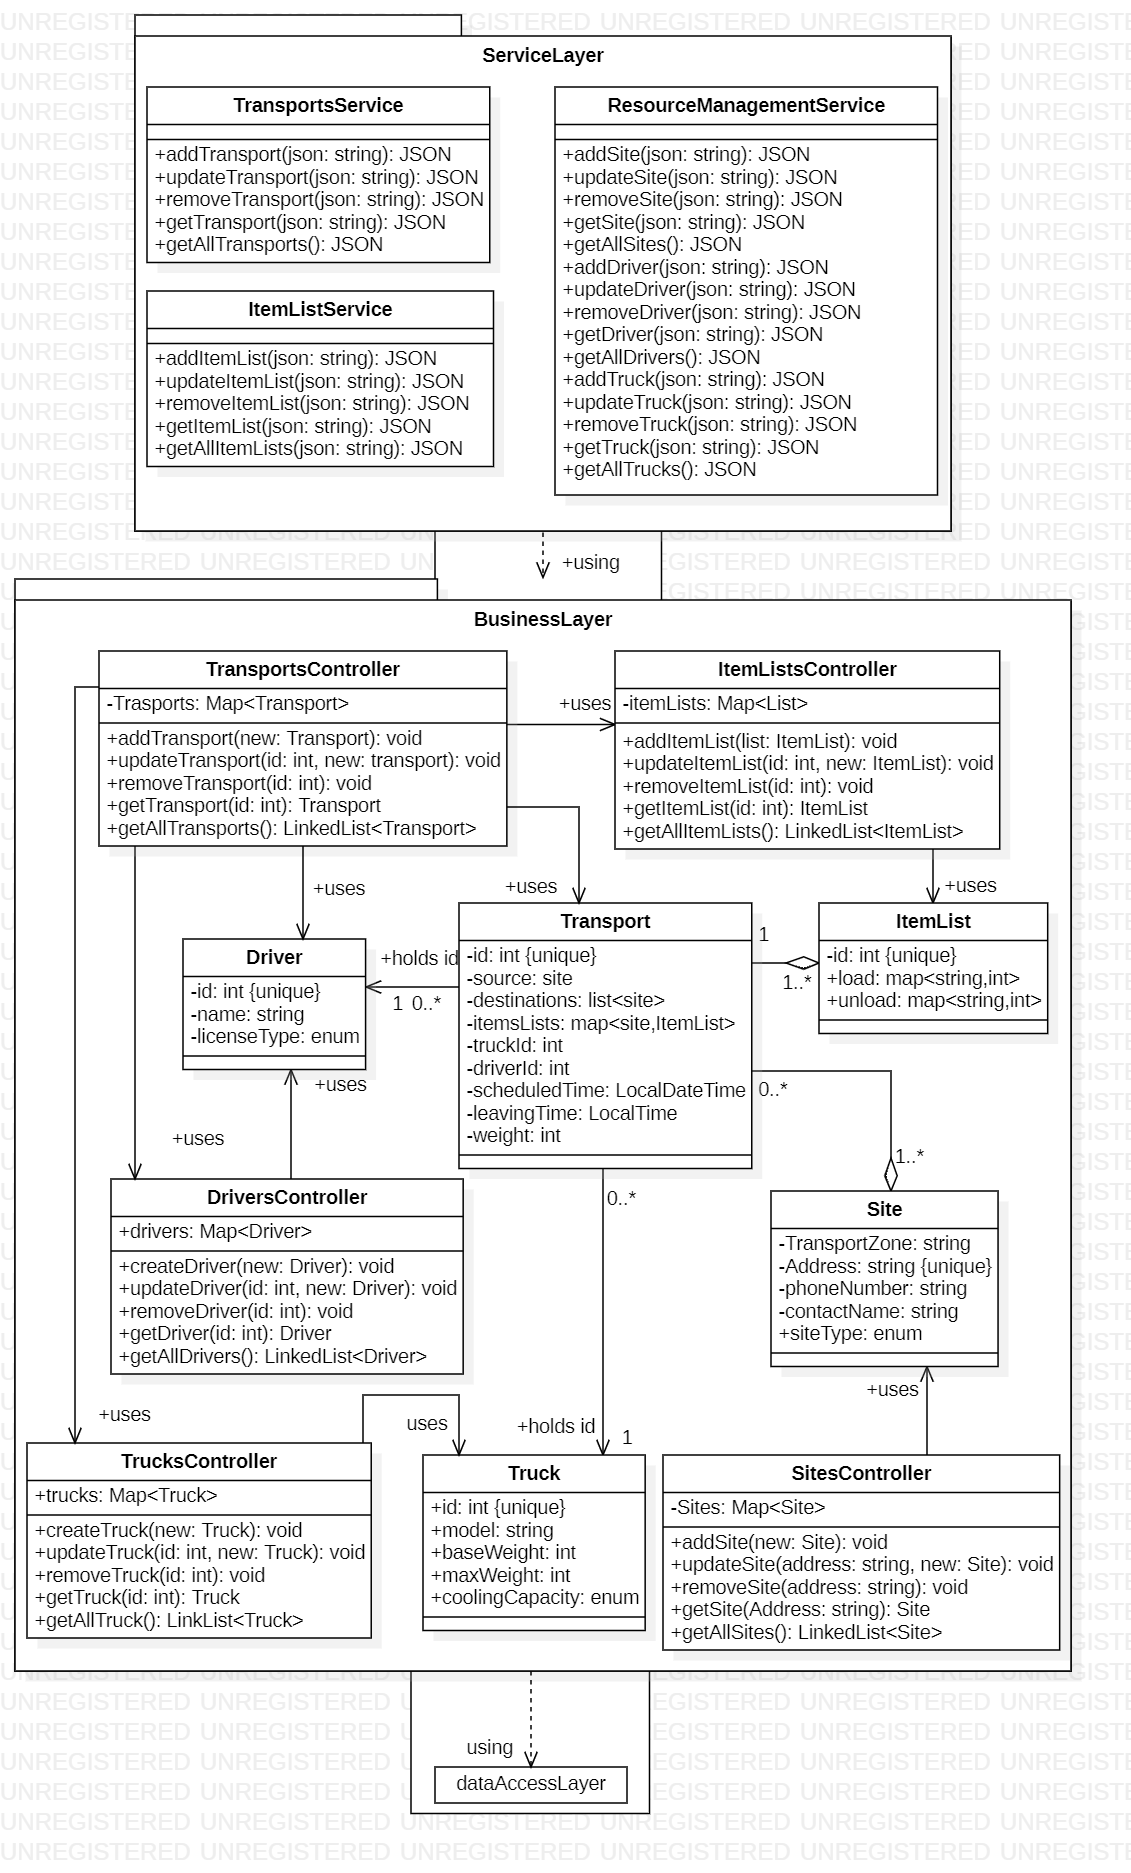 ServiceLayer
TransportsService
+addTransport(json: string): JSON
+updateTransport(json: string): JSON
+removeTransport(json: string): JSON
+getTransport(json: string): JSON
+getAllTransports(): JSON
ItemListService
+addItemList(json: string): JSON
+updateItemList(json: string): JSON
+removeItemList(json: string): JSON
+getItemList(json: string): JSON
+getAllItemLists(json: string): JSON
ResourceManagementService
+addSite(json: string): JSON
+updateSite(json: string): JSON
+removeSite(json: string): JSON
+getSite(json: string): JSON
+getAllSites(): JSON
+addDriver(json: string): JSON
+updateDriver(json: string): JSON
+removeDriver(json: string): JSON
+getDriver(json: string): JSON
+getAllDrivers(): JSON
+addTruck(json: string): JSON
+updateTruck(json: string): JSON
+removeTruck(json: string): JSON
+getTruck(json: string): JSON
+getAllTrucks(): JSON
+using
BusinessLayer
TransportsController
-Trasports: Map<Transport>
+addTransport(new: Transport): void
+updateTransport(id: int, new: transport): void
+removeTransport(id: int): void
+getTransport(id: int): Transport
+getAllTransports(): LinkedList<Transport>
+uses
ItemListsController
-itemLists: Map<List>
+addItemList(list: ItemList): void
+updateItemList(id: int, new: ItemList): void
+removeItemList(id: int): void
+getItemList(id: int): ItemList
+getAllItemLists(): LinkedList<ItemList>
+uses
+uses
+uses
Driver
-id: int {unique}
-name: string
-licenseType: enum
+holds id
1 0..*
Transport
-id: int {unique}
-source: site
-destinations: list<site>
-itemsLists: map<site,ItemList>
-truckId: int
-driverId: int
-scheduledTime: LocalDateTime
-leavingTime: LocalTime
-weight: int
1
1..*
ItemList
-id: int {unique}
+load: map<string,int>
+unload: map<string,int>
+uses
0..*
+uses
1..*
0..*
DriversController
+drivers: Map<Driver>
+createDriver(new: Driver): void
+updateDriver(id: int, new: Driver): void
+removeDriver(id: int): void
+getDriver(id: int): Driver
+getAllDrivers(): LinkedList<Driver>
Site
-TransportZone: string
-Address: string {unique}
-phoneNumber: string
-contactName: string
+siteType: enum
+uses
+uses
uses
+holds id
1
TrucksController
+trucks: Map<Truck>
+createTruck(new: Truck): void
+updateTruck(id: int, new: Truck): void
+removeTruck(id: int): void
+getTruck(id: int): Truck
+getAllTruck(): LinkList<Truck>
Truck
+id: int {unique}
+model: string
+baseWeight: int
+maxWeight: int
+coolingCapacity: enum
SitesController
-Sites: Map<Site>
+addSite(new: Site): void
+updateSite(address: string, new: Site): void
+removeSite(address: string): void
+getSite(Address: string): Site
+getAllSites(): LinkedList<Site>
using
dataAccessLayer